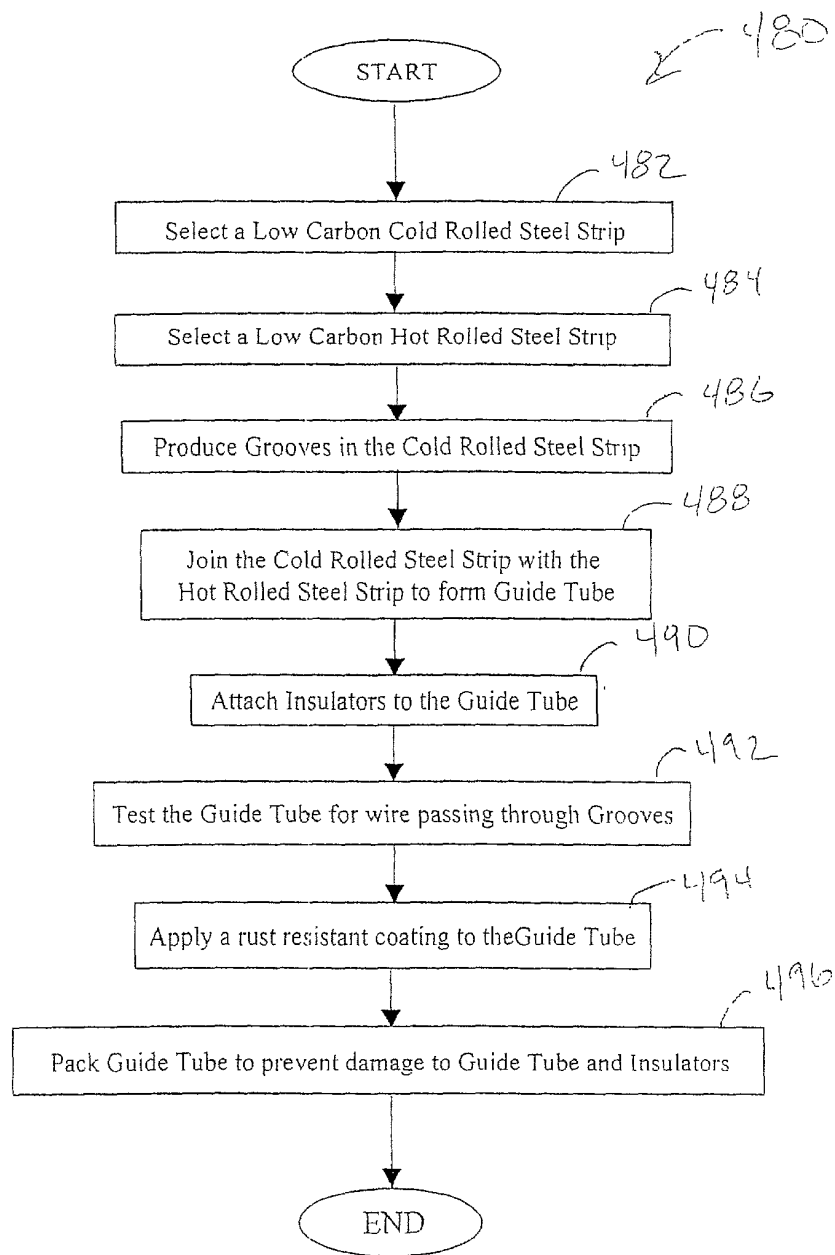 480
START
482
Select a Low Carbon Cold Rolled Steel Strip
484
Select a Low Carbon Hot Rolled Steel Strip
486
Produce Grooves in the Cold Rolled Steel Strip
488
Join the Cold Rolled Steel Strip with the
Hot Rolled Steel Strip to form Guide Tube
490
Attach Insulators to the Guide Tube
492
Test the Guide Tube for wire passing through Grooves
494
Apply a rust resistant coating to theGuide Tube
496
Pack Guide Tube to prevent damage to Guide Tube and Insulators
END